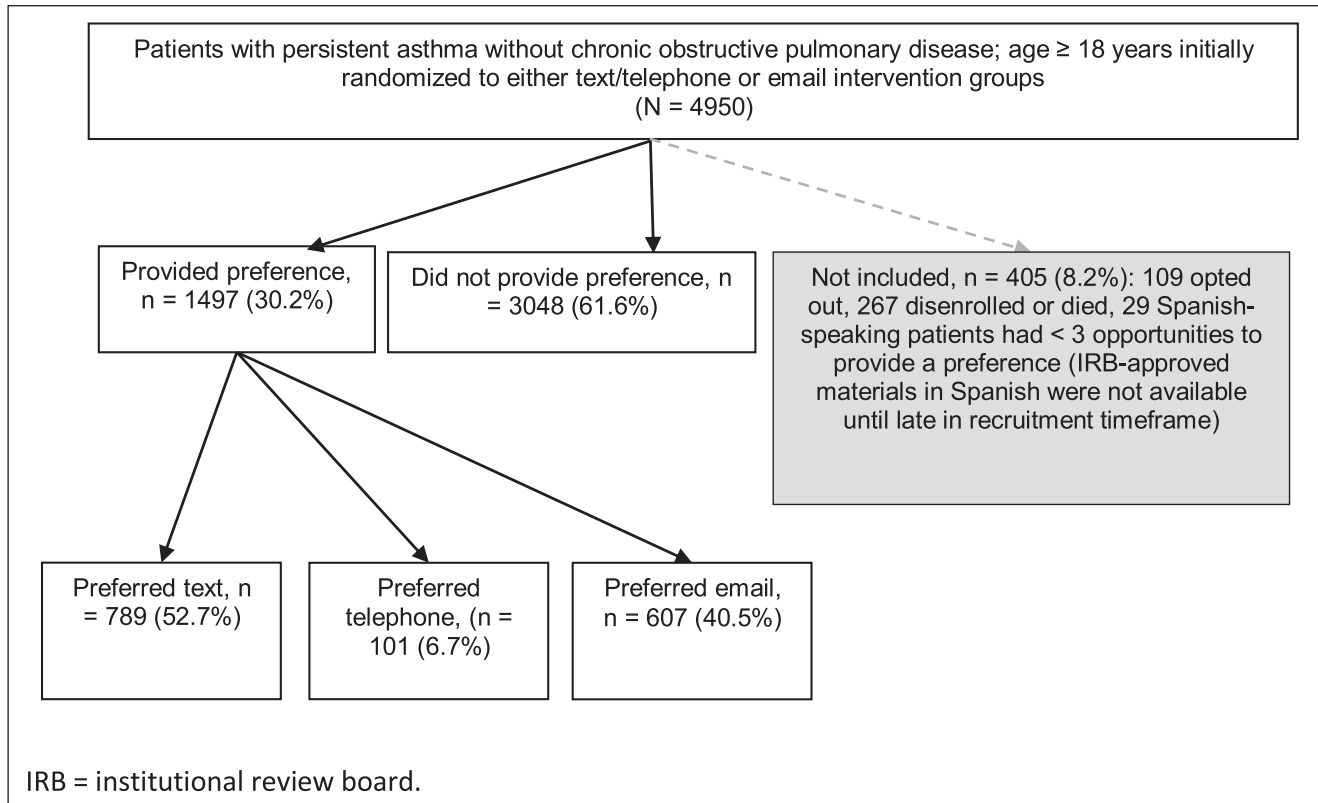 Patients with persistent asthma without chronic obstructive pulmonary disease; age ≥ 18 years initially
randomized to either text/telephone or email intervention groups
(N = 4950)
Provided preference,
n = 1497 (30.2%)
Did not provide preference, n
= 3048 (61.6%)
Not included, n = 405 (8.2%): 109 opted
out, 267 disenrolled or died, 29 Spanish-
speaking patients had < 3 opportunities to
provide a preference (IRB-approved
materials in Spanish were not available
until late in recruitment timeframe)
Preferred text, n
= 789 (52.7%)
Preferred
telephone, (n =
101 (6.7%)
Preferred email,
n = 607 (40.5%)
IRB = institutional review board.